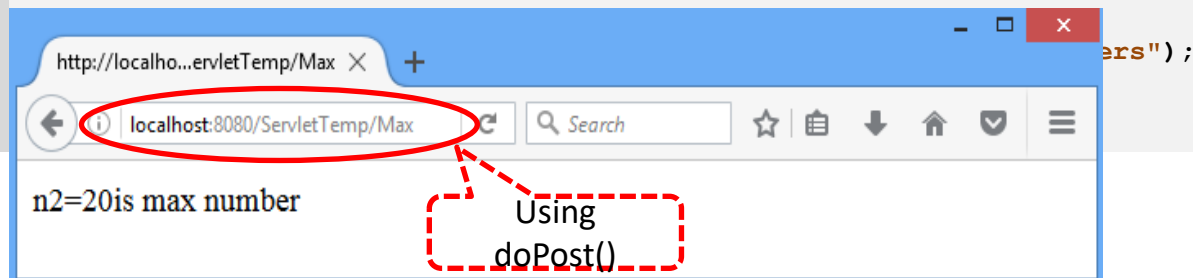 ers");
http://localho...ervletTemp/Max
localhost:8080/ServletTemp/Max
Search
n2=20is max number
Using
doPost()